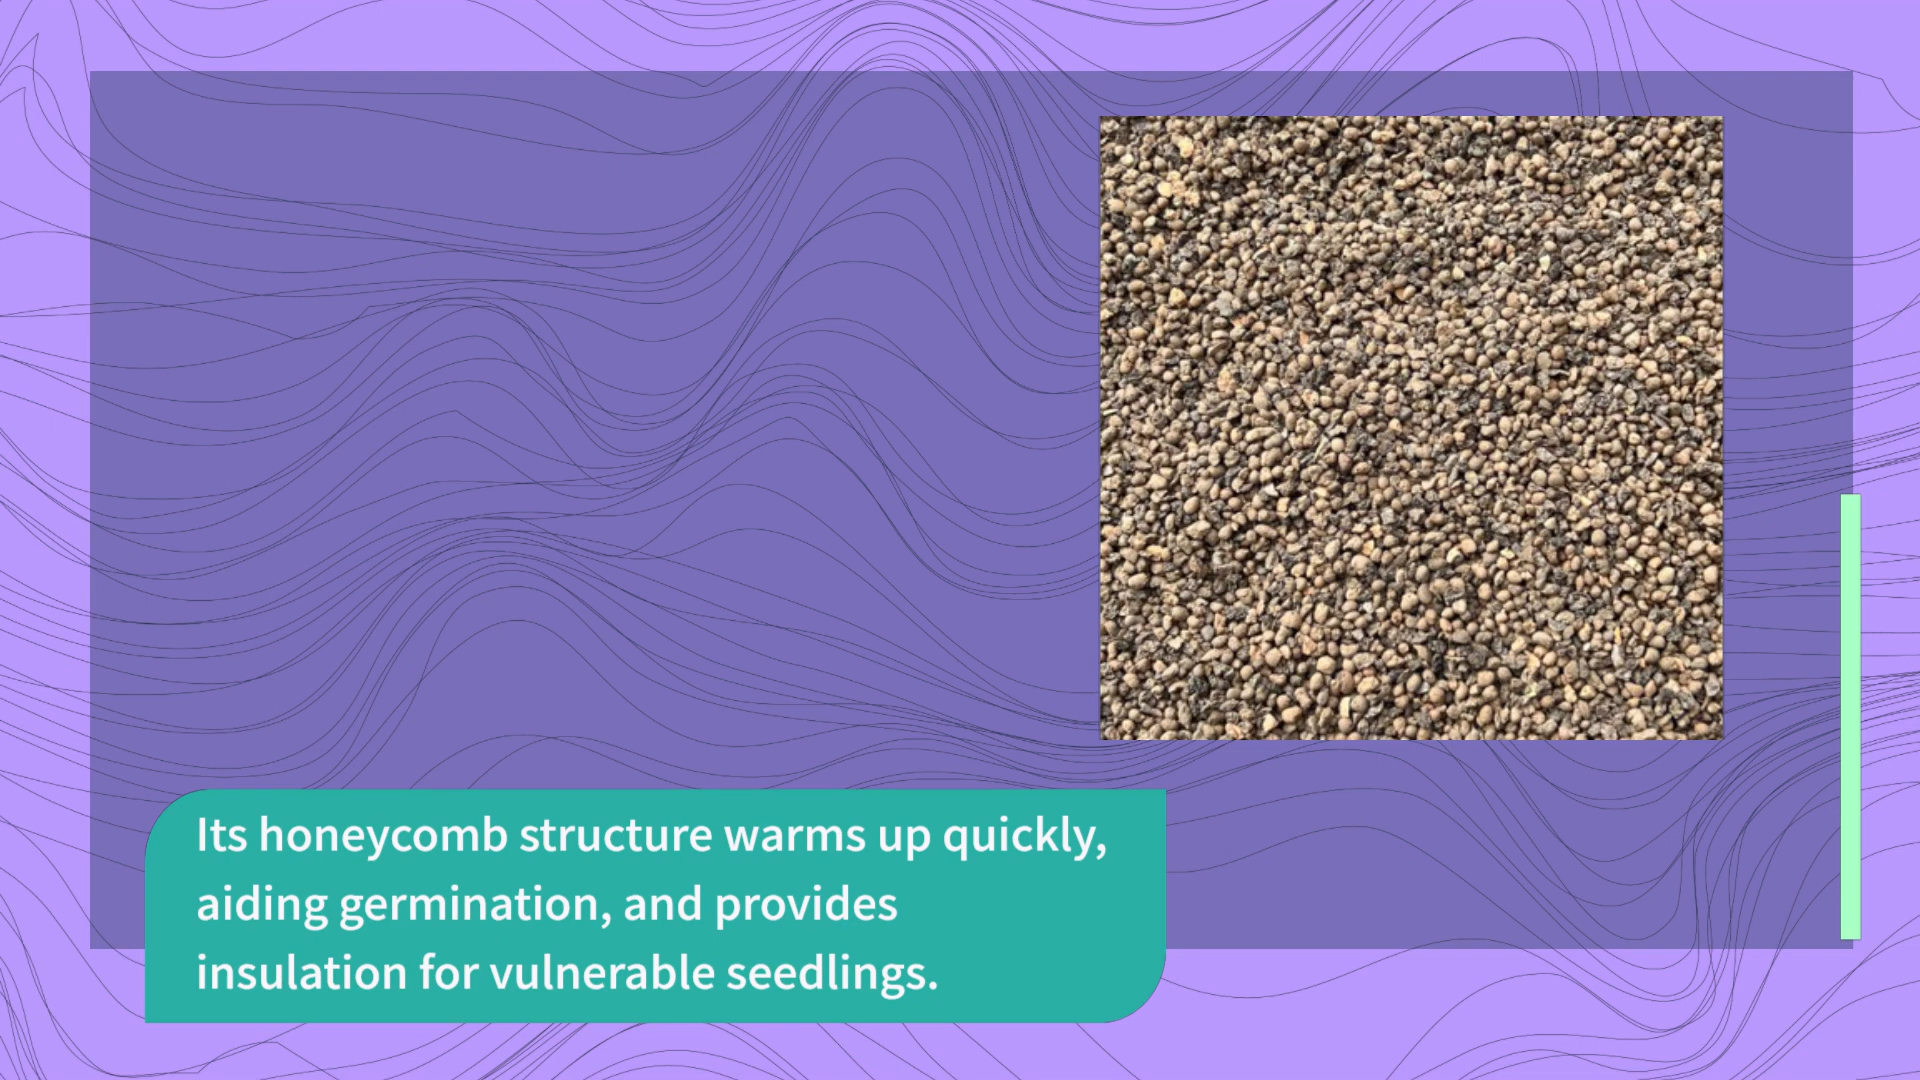 Its honeycomb structure warms up quickly,
aiding germination, and provides
insulation for vulnerable seedlings.